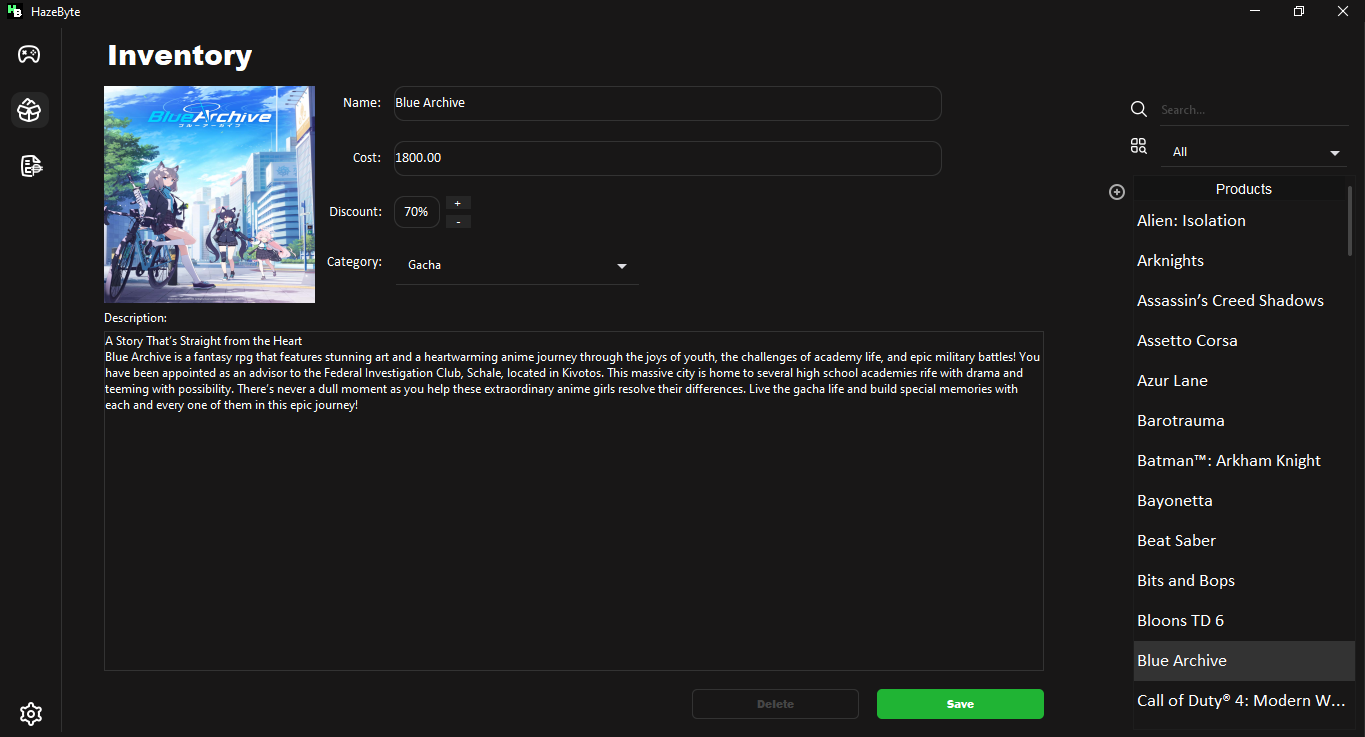 HazeByte
Inventory
BlueArchive
ブルーアーカイブ
Name:
Blue Archive
Cost:
1800.00
Discount:
70%
+
-
Category:
Gacha
Description:
A Story That's Straight from the Heart
Blue Archive is a fantasy rpg that features stunning art and a heartwarming anime journey through the joys of youth, the challenges of academy life, and epic military battles! You
have been appointed as an advisor to the Federal Investigation Club, Schale, located in Kivotos. This massive city is home to several high school academies rife with drama and
teeming with possibility. There's never a dull moment as you help these extraordinary anime girls resolve their differences. Live the gacha life and build special memories with
each and every one of them in this epic journey!
Delete
Save
Search...
All
Products
Alien: Isolation
Arknights
Assassin’s Creed Shadows
Assetto Corsa
Azur Lane
Barotrauma
Batman™: Arkham Knight
Bayonetta
Beat Saber
Bits and Bops
Bloons TD 6
Blue Archive
Call of Duty® 4: Modern W...